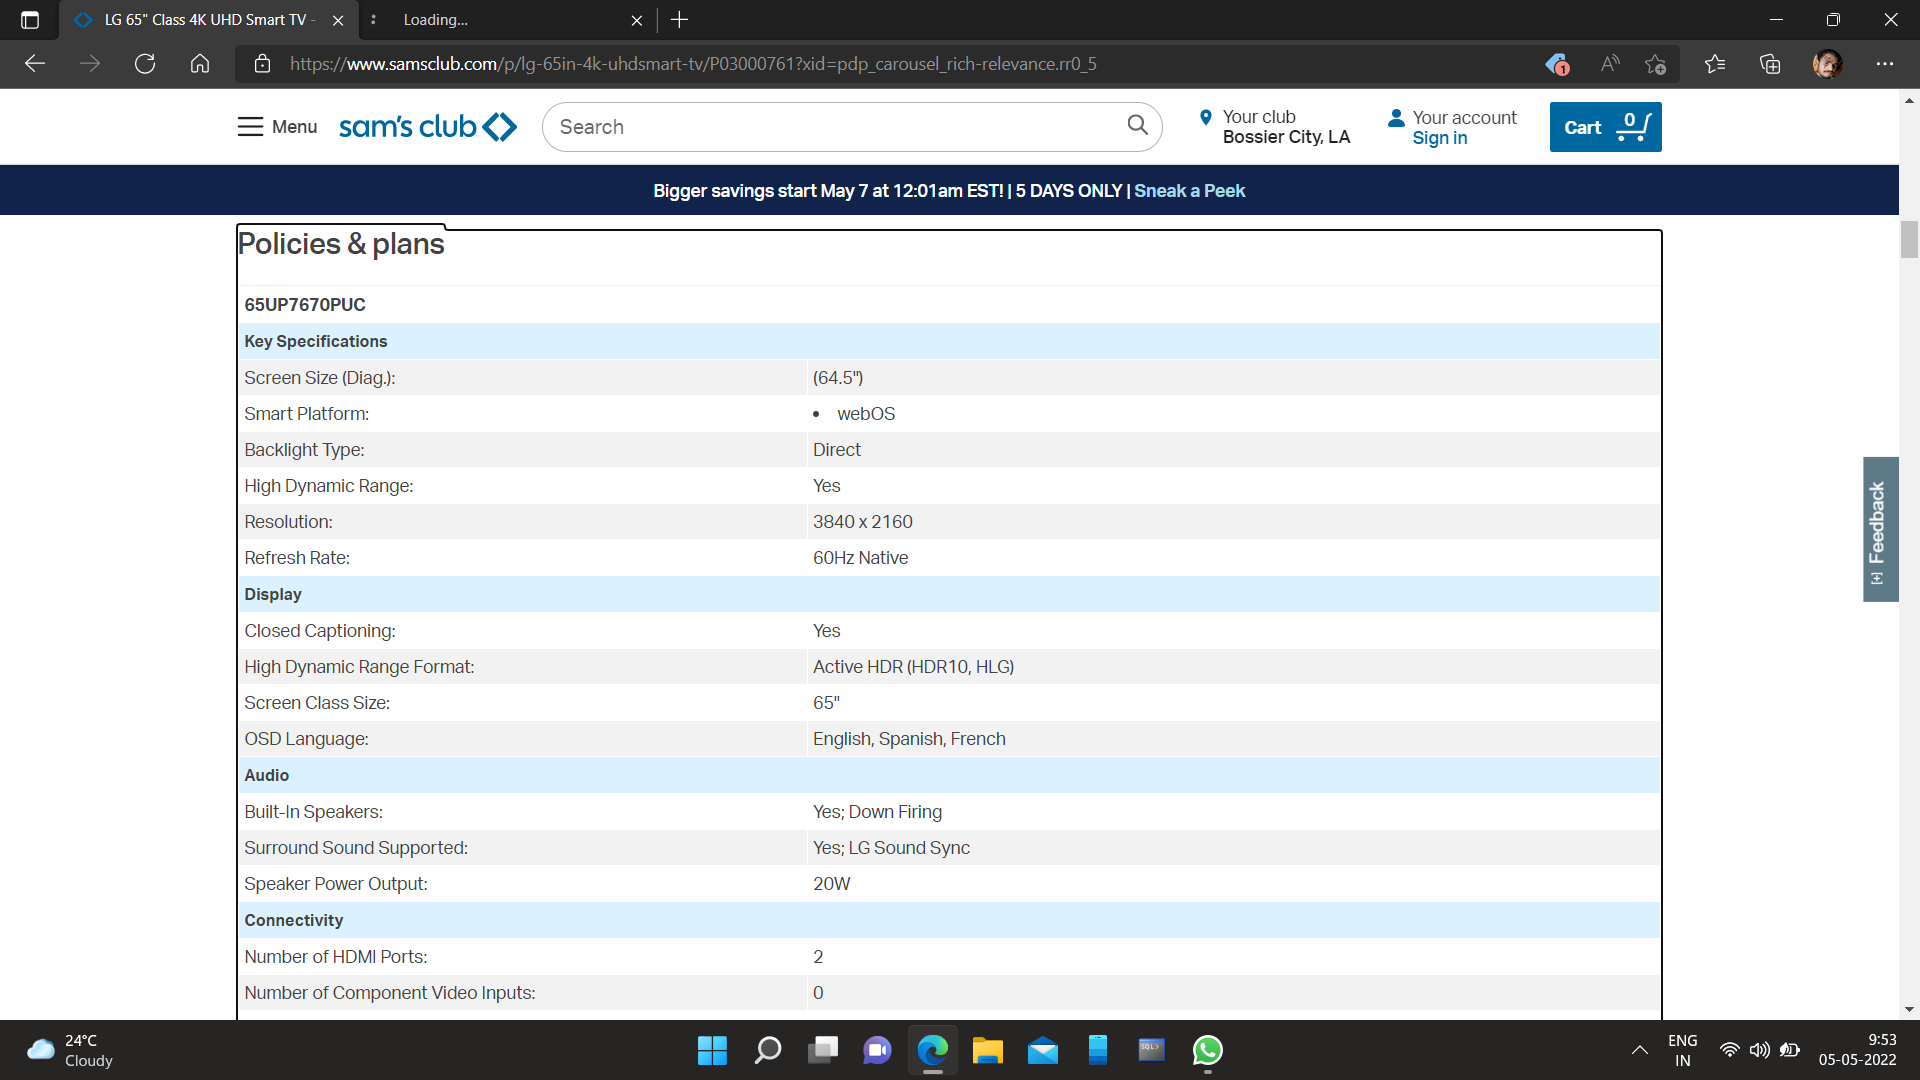 LG 65" Class 4K UHD Smart TV -
Loading...
https://www.samsclub.com/p/lg-65in-4k-uhdsmart-tv/P03000761?xid=pdp_carousel_rich-relevance.rr0_5
1
Menu
sam's club
Search
Your club
Bossier City, LA
Your account
Sign in
Cart 0
Bigger savings start May 7 at 12:01am EST! | 5 DAYS ONLY | Sneak a Peek
Policies & plans
65UP7670PUC
Key Specifications
Screen Size (Diag.): (64.5")
Smart Platform: • webOS
Backlight Type: Direct
High Dynamic Range: Yes
Resolution: 3840 x 2160
Refresh Rate: 60Hz Native
Display
Closed Captioning: Yes
High Dynamic Range Format: Active HDR (HDR10, HLG)
Screen Class Size: 65"
OSD Language: English, Spanish, French
Audio
Built-In Speakers: Yes; Down Firing
Surround Sound Supported: Yes; LG Sound Sync
Speaker Power Output: 20W
Connectivity
Number of HDMI Ports: 2
Number of Component Video Inputs: 0
[+] Feedback
24°C
Cloudy
SQL>
ENG
IN
9:53
05-05-2022